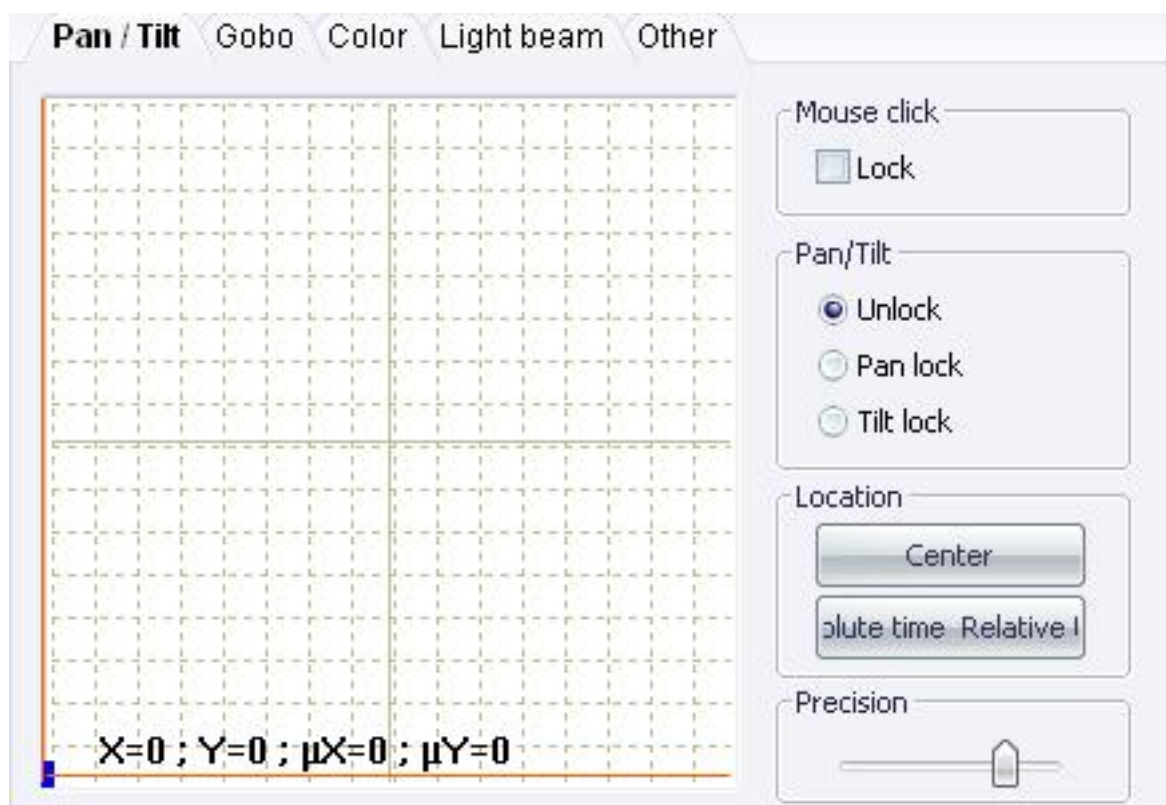 Pan / Tilt Gobo Color Light beam Other
Mouse click
Lock
Pan/Tilt
Unlock
Pan lock
Tilt lock
Location
Center
time Relative
Precision
X=0 ; Y=0 ; µX=0 ; µY=0